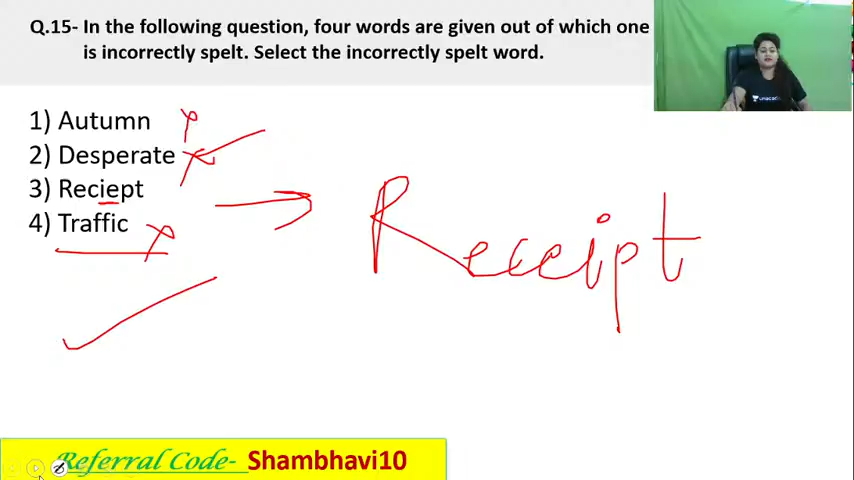 Q.15- In the following question, four words are given out of which one
is incorrectly spelt. Select the incorrectly spelt word.
1) Autumn
2) Desperate
3) Reciept
4) Traffic
Receipt
Referral Code- Shambhavi10